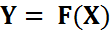 Y = F(X)